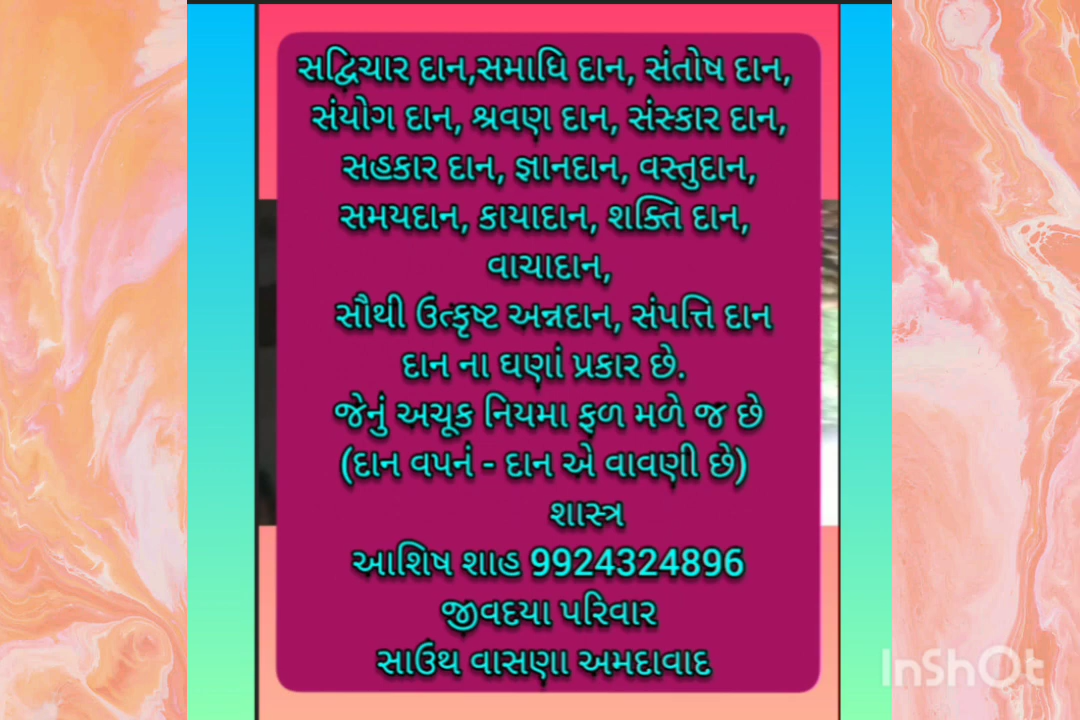 સદ્વિચાર દાન,સમાધિ દાન, સંતોષ દાન,
સંયોગ દાન, શ્રવણ દાન, સંસ્કાર દાન,
સહકાર દાન, જ્ઞાનદાન, વસ્તુદાન,
સમયદાન, કાયાદાન, શક્તિ દાન,
વાચાદાન,
સૌથી ઉત્કૃષ્ટ અન્નદાન, સંપત્તિ દાન
દાન ના ઘણાં પ્રકાર છે.
જેનું અચૂક નિયમા ફળ મળે જ છે
(દાન વપનં - દાન એ વાવણી છે)
શાસ્ત્ર
આશિષ શાહ 9924324896
જીવદયા પરિવાર
સાઉથ વાસણા અમદાવાદ
InShOt